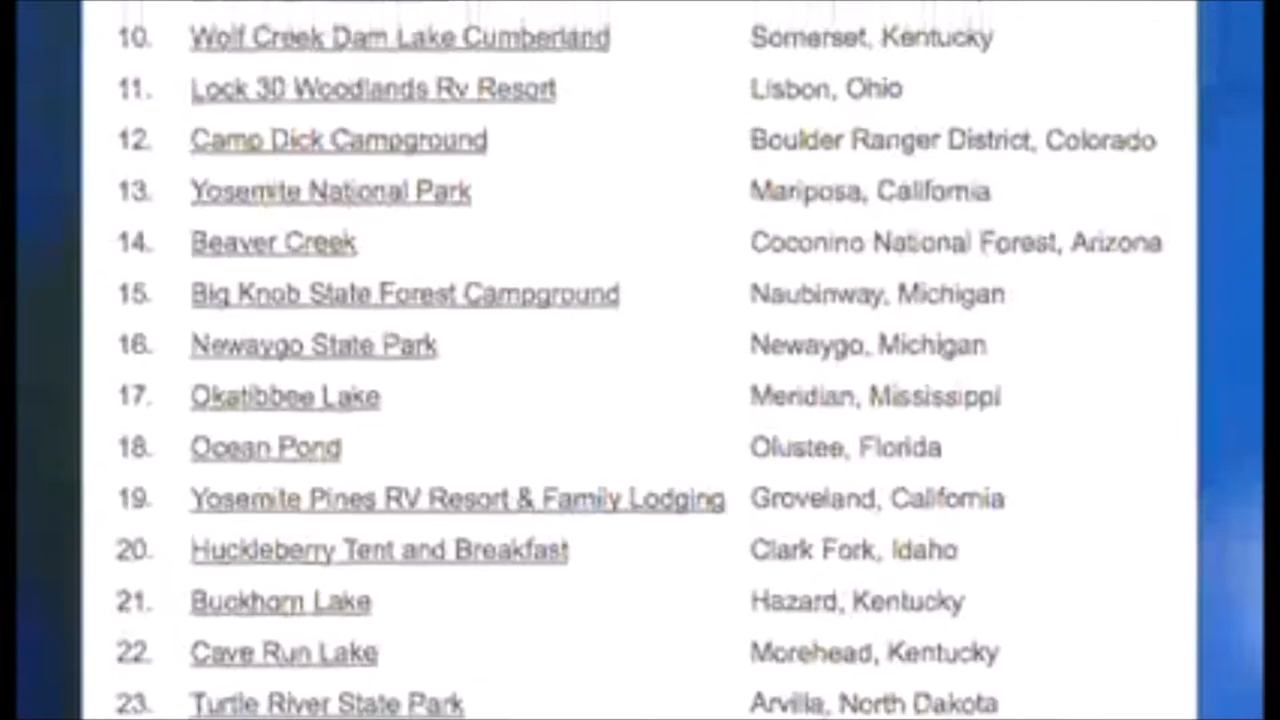 10. Wolf Creek Dam Lake Cumberland Somerset, Kentucky
11. Lock 30 Woodlands Rv Resort Lisbon, Ohio
12. Camp Dick Campground Boulder Ranger District, Colorado
13. Yosemite National Park Mariposa, California
14. Beaver Creek Coconino National Forest, Arizona
15. Big Knob State Forest Campground Naubinway, Michigan
16. Newaygo State Park Newaygo, Michigan
17. Okatibbee Lake Meridian, Mississippi
18. Ocean Pond Olustee, Florida
19. Yosemite Pines RV Resort & Family Lodging Groveland, California
20. Huckleberry Tent and Breakfast Clark Fork, Idaho
21. Buckhorn Lake Hazard, Kentucky
22. Cave Run Lake Morehead, Kentucky
23. Turtle River State Park Arvilla, North Dakota